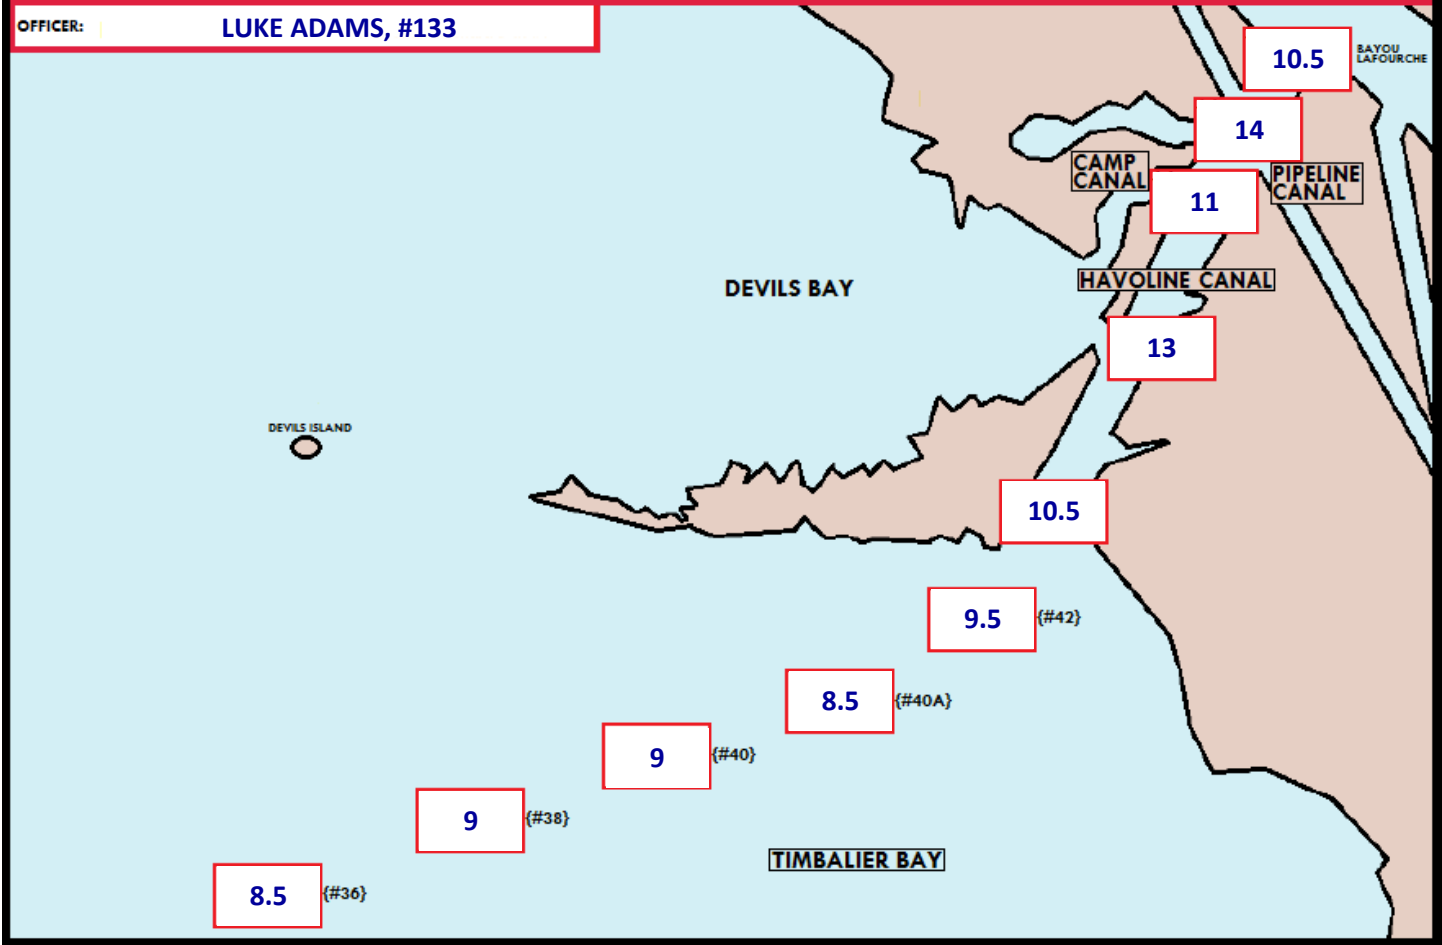 OFFICER: LUKE ADAMS, #133
10.5
BAYOU
LAFOURCHE
14
CAMP
CANAL
PIPELINE
CANAL
11
HAVOLINE CANAL
DEVILS BAY
13
DEVILS ISLAND
10.5
9.5 {#42}
8.5 {#40A}
9 {#40}
9 {#38}
TIMBALIER BAY
8.5 {#36}